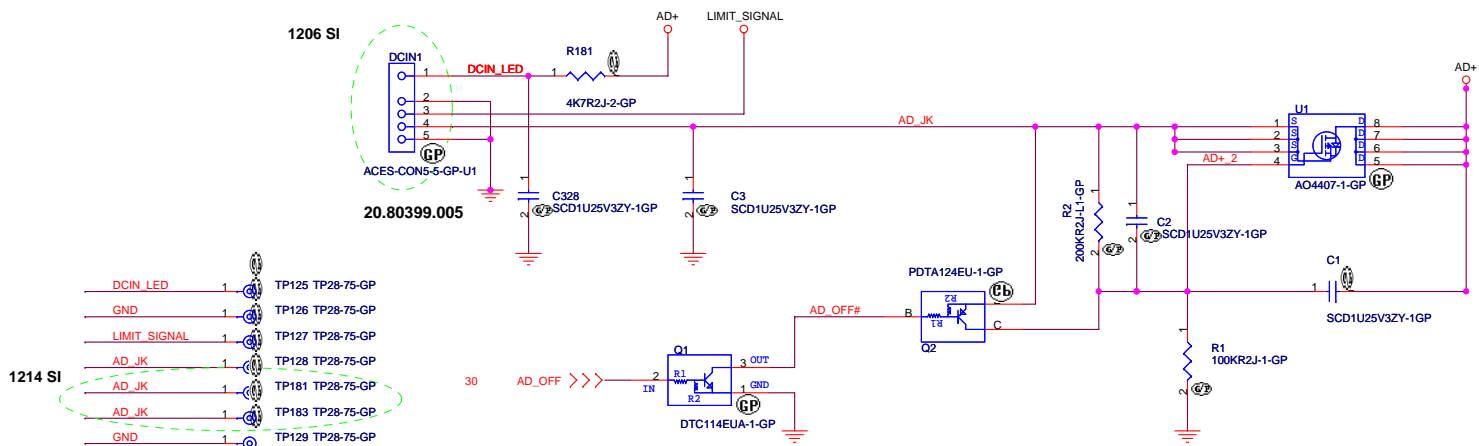 1206 SI
AD+
LIMIT_SIGNAL
DCIN1
R181
1
DCIN_LED
1
4K7R2J-2-GP
2
3
4
5
AD_JK
GP
ACES-CON5-5-GP-U1
20.80399.005
1
2
C328
SCD1U25V3ZY-1GP
G/P
1
2
C3
SCD1U25V3ZY-1GP
G/P
AD+
U1
1 S D 8
2 S D 7
3 S D 6
4 G D 5
AD+_2
AO4407-1-GP
GP
1
R2
200KR2J-L1-GP
2
G/P
1
2
C2
SCD1U25V3ZY-1GP
G/P
C1
1
SCD1U25V3ZY-1GP
1
R1
100KR2J-1-GP
2
G/P
PDTA124EU-1-GP
AD_OFF#
B
R1
R2
C
Q2
30
AD_OFF
Q1
2
IN
R1
R2
3 OUT
1 GND
GP
DTC114EUA-1-GP
DCIN_LED 1 TP125 TP28-75-GP
GND 1 TP126 TP28-75-GP
LIMIT_SIGNAL 1 TP127 TP28-75-GP
AD_JK 1 TP128 TP28-75-GP
1214 SI
AD_JK 1 TP181 TP28-75-GP
AD_JK 1 TP183 TP28-75-GP
GND 1 TP129 TP28-75-GP